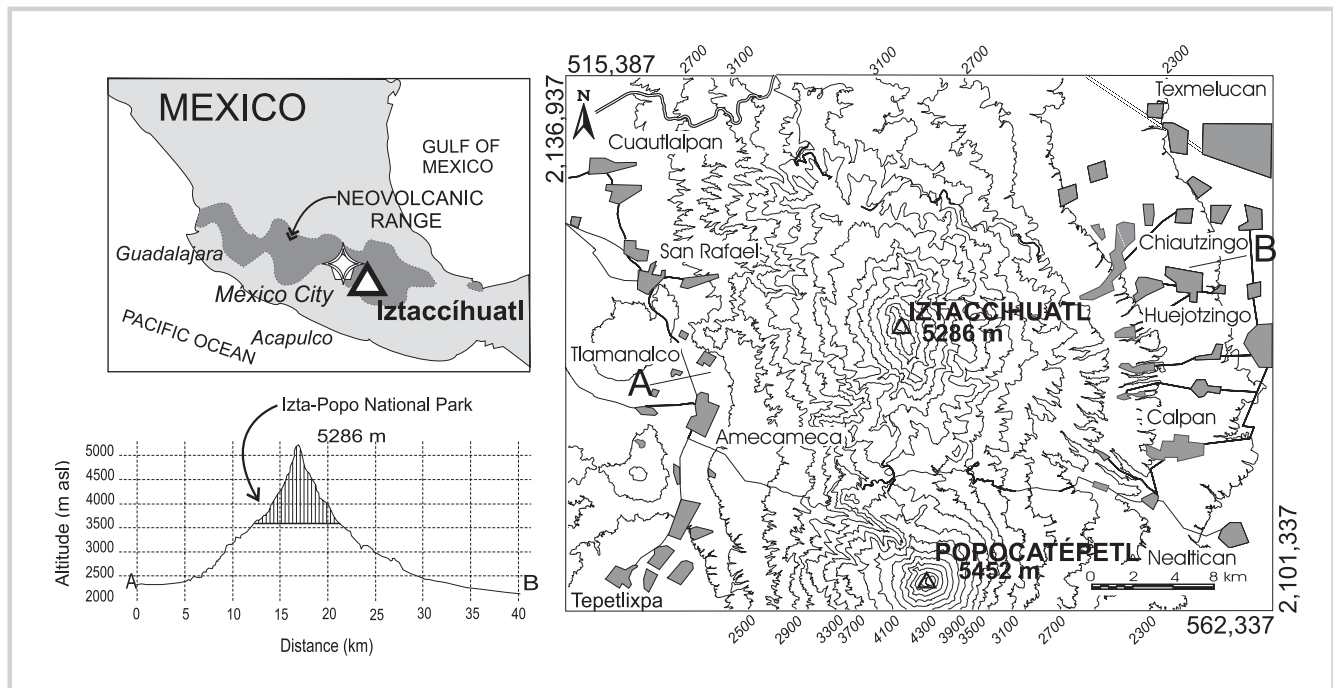 MEXICO
GULF OF
MEXICO
NEOVOLCANIC
RANGE
Guadalajara
México City
Iztaccíhuatl
PACIFIC OCEAN
Acapulco
Izta-Popo National Park
5286 m
Altitude (m asl)
5000
4500
4000
3500
3000
2500
2000
A
B
0 5 10 15 20 25 30 35 40
Distance (km)
515,387
2700
3100
3100
2700
2300
2,136,937
N
Texmelucan
Cuautlalpan
San Rafael
Chiautzingo
B
IZTACCÍHUATL
5286 m
Huejotzingo
Tlamanalco
A
Calpan
Amecameca
POPOCATÉPETL
5452 m
Nealtican
0 2 4 8 km
Tepetlixpa
2,101,337
2500
2900
3300
3700
4100
4300
3900
3500
3100
2700
2300
562,337